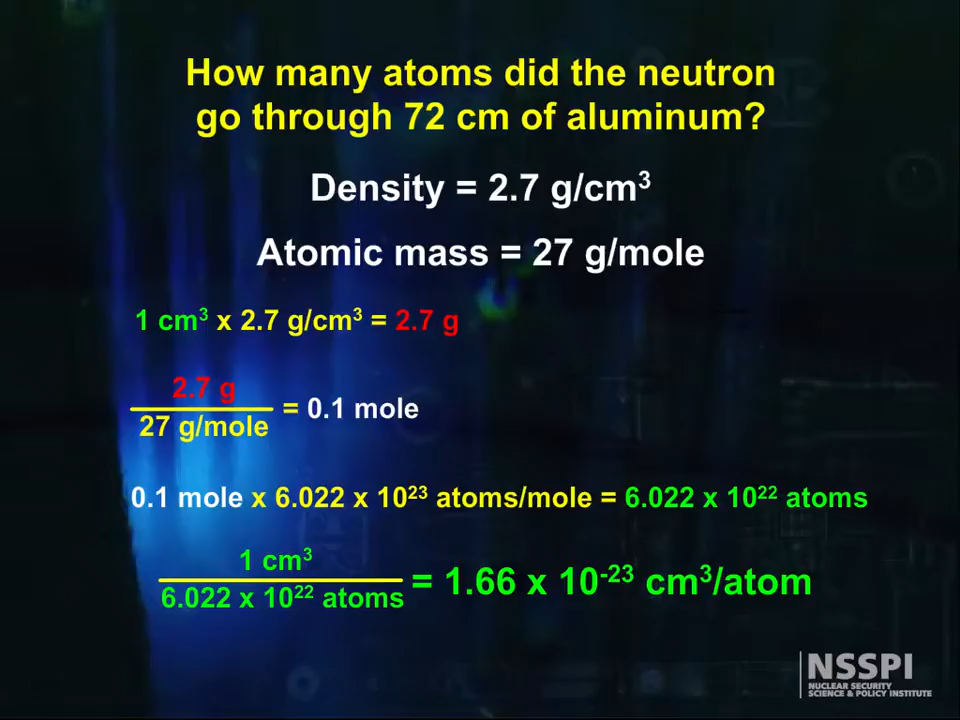 How many atoms did the neutron
go through 72 cm of aluminum?
Density = 2.7 g/cm³
Atomic mass = 27 g/mole
1 cm³ x 2.7 g/cm³ = 2.7 g
2.7 g
27 g/mole
= 0.1 mole
0.1 mole x 6.022 x 10²³ atoms/mole = 6.022 x 10²² atoms
1 cm³
6.022 x 10²² atoms
= 1.66 x 10⁻²³ cm³/atom
NSSPI
NUCLEAR SECURITY
SCIENCE & POLICY INSTITUTE